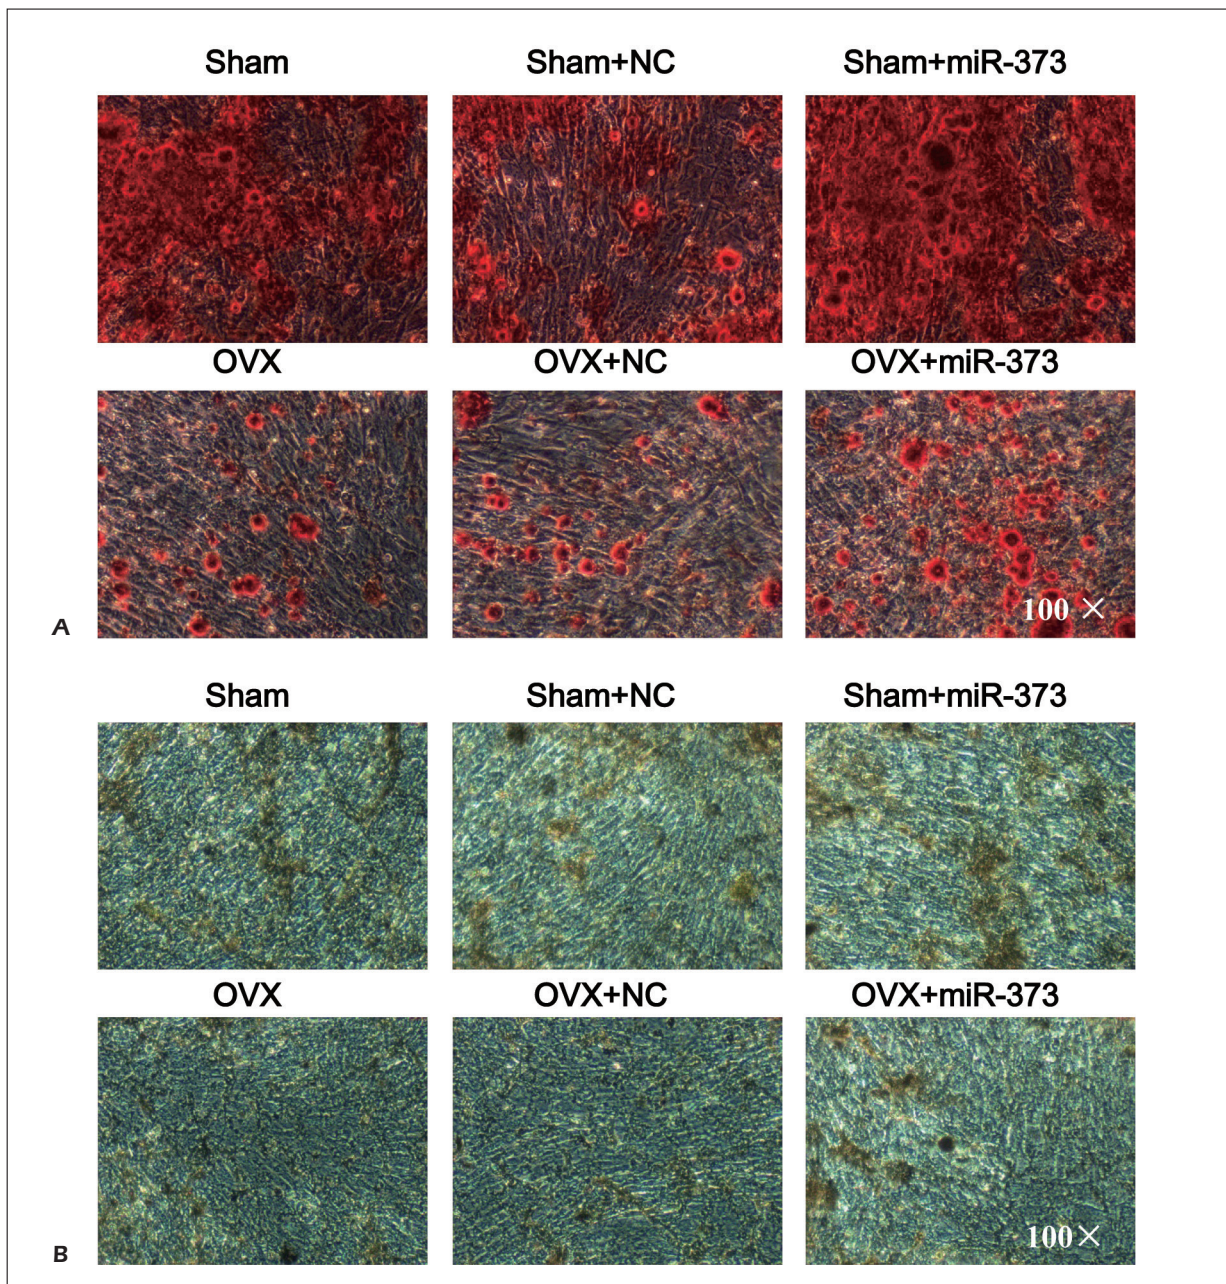 Sham Sham+NC Sham+miR-373
OVX OVX+NC OVX+miR-373
100 ×
A
Sham Sham+NC Sham+miR-373
OVX OVX+NC OVX+miR-373
100×
B